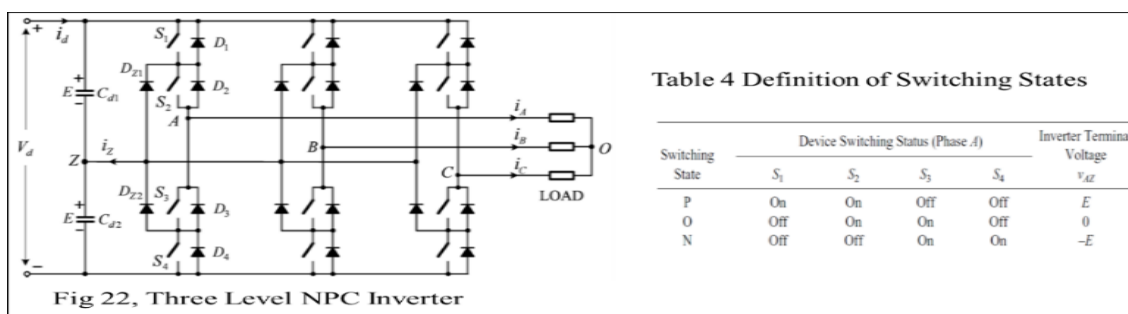 +
i_d
S_1
D_1
D_Z1
E
+
−
C_d1
S_2
D_2
A
i_A
V_d
Z
i_Z
B
i_B
O
C
i_C
LOAD
D_Z2
S_3
D_3
E
+
−
C_d2
S_4
D_4
−
Fig 22, Three Level NPC Inverter
Table 4 Definition of Switching States
Switching State
Device Switching Status (Phase A)
Inverter Termina
Voltage
v_AZ
S_1 S_2 S_3 S_4
P On On Off Off E
O Off On On Off 0
N Off Off On On −E